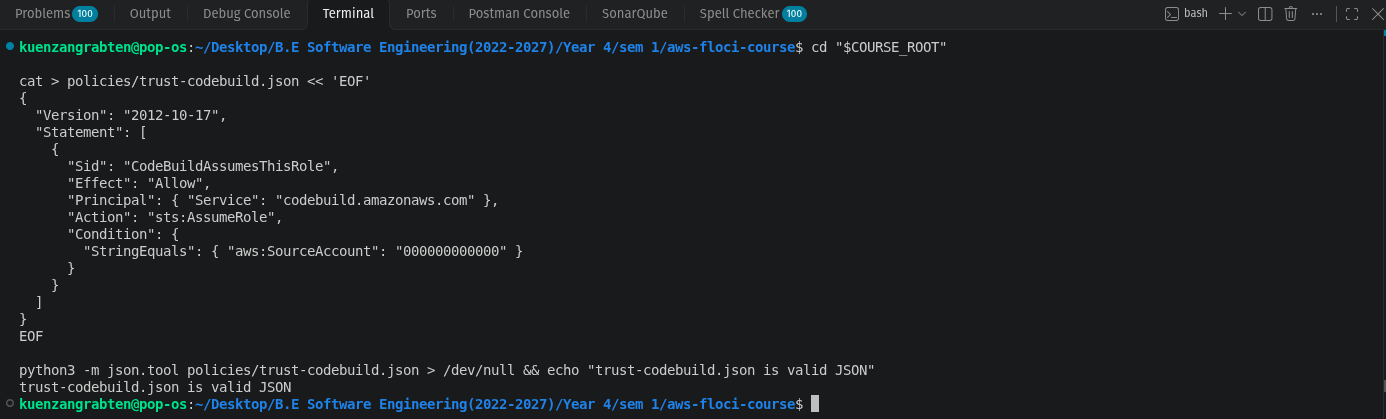 Problems 100 Output Debug Console Terminal Ports Postman Console SonarQube Spell Checker 100 bash
kuenzangrabten@pop-os:~/Desktop/B.E Software Engineering(2022-2027)/Year 4/sem 1/aws-floci-course$ cd "$COURSE_ROOT"
cat > policies/trust-codebuild.json << 'EOF'
{
  "Version": "2012-10-17",
  "Statement": [
    {
      "Sid": "CodeBuildAssumesThisRole",
      "Effect": "Allow",
      "Principal": { "Service": "codebuild.amazonaws.com" },
      "Action": "sts:AssumeRole",
      "Condition": {
        "StringEquals": { "aws:SourceAccount": "000000000000" }
      }
    }
  ]
}
EOF
python3 -m json.tool policies/trust-codebuild.json > /dev/null && echo "trust-codebuild.json is valid JSON"
trust-codebuild.json is valid JSON
kuenzangrabten@pop-os:~/Desktop/B.E Software Engineering(2022-2027)/Year 4/sem 1/aws-floci-course$